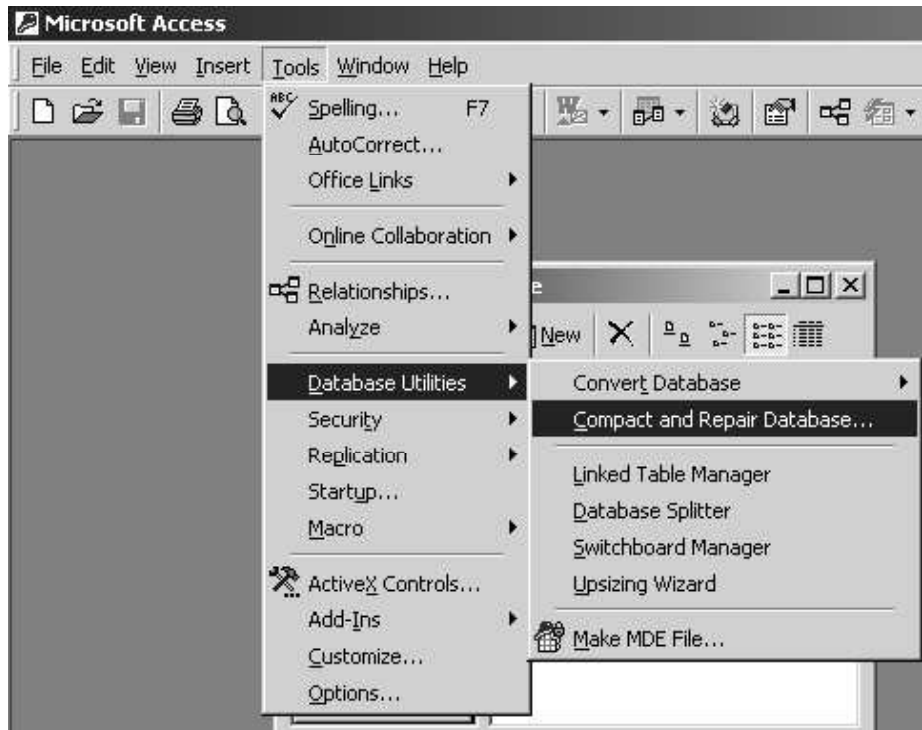 Microsoft Access
File Edit View Insert Tools Window Help
ABC Spelling... F7
AutoCorrect...
Office Links
Online Collaboration
Relationships...
Analyze
New
Database Utilities
Convert Database
Security
Compact and Repair Database...
Replication
Linked Table Manager
Startup...
Database Splitter
Macro
Switchboard Manager
ActiveX Controls...
Upsizing Wizard
Add-Ins
Make MDE File...
Customize...
Options...